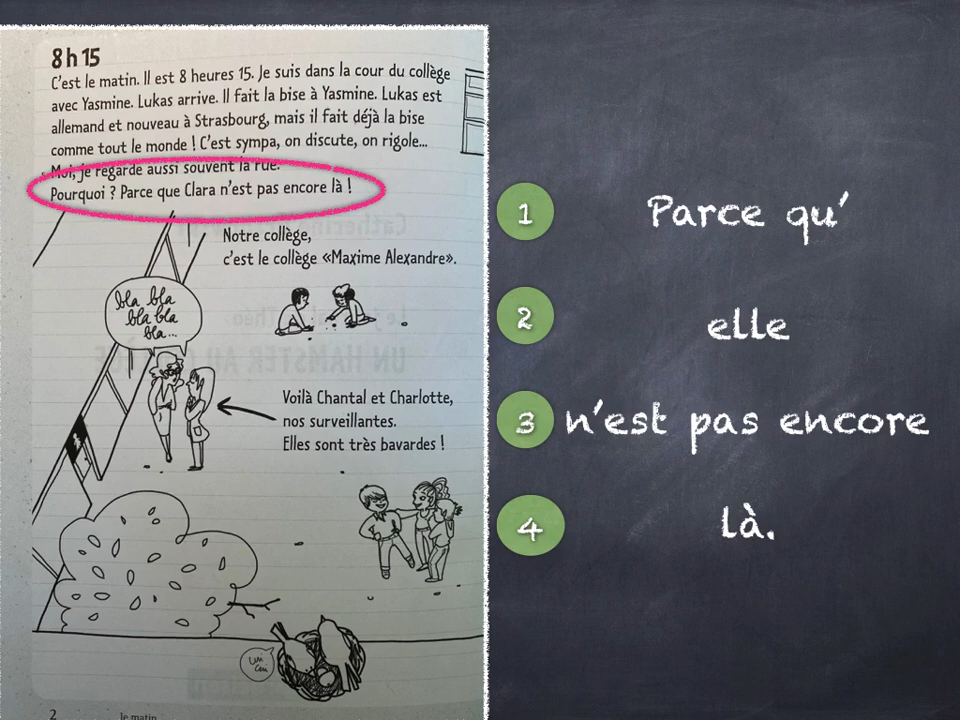 8 h 15
C'est le matin. Il est 8 heures 15. Je suis dans la cour du collège
avec Yasmine. Lukas arrive. Il fait la bise à Yasmine. Lukas est
allemand et nouveau à Strasbourg, mais il fait déjà la bise
comme tout le monde ! C'est sympa, on discute, on rigole...
Moi, je regarde aussi souvent la rue.
Pourquoi ? Parce que Clara n'est pas encore là !
Notre collège,
c'est le collège «Maxime Alexandre».
bla bla
bla bla
bla...
Voilà Chantal et Charlotte,
nos surveillantes.
Elles sont très bavardes !
2 le matin
1 Parce qu'
2 elle
3 n'est pas encore
4 là.